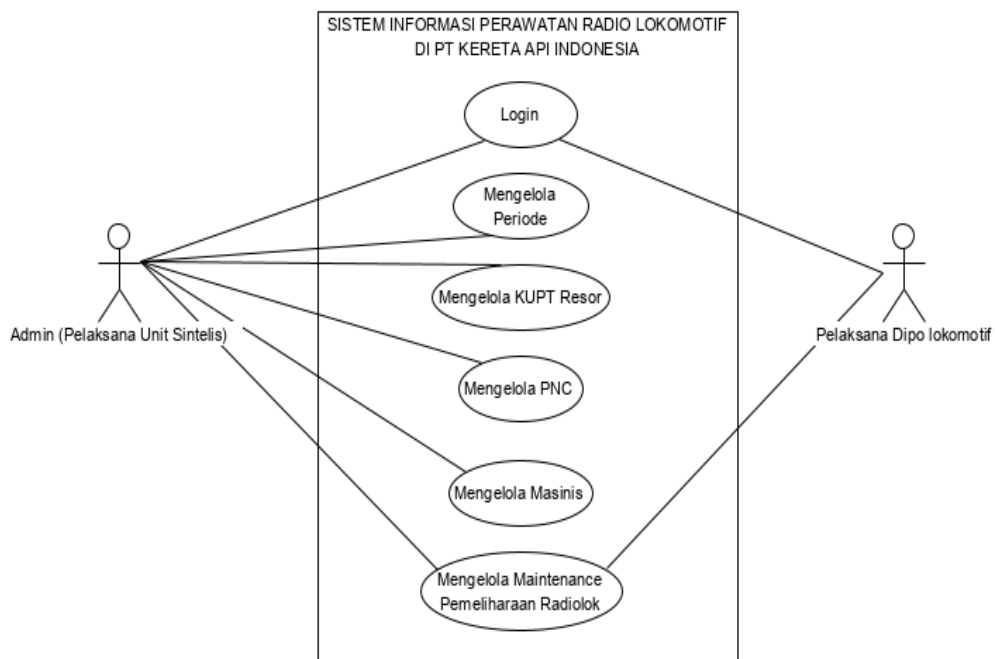 SISTEM INFORMASI PERAWATAN RADIO LOKOMOTIF
DI PT KERETA API INDONESIA
Login
Mengelola
Periode
Mengelola KUPT Resor
Admin (Pelaksana Unit Sintelis)
Pelaksana Dipo lokomotif
Mengelola PNC
Mengelola Masinis
Mengelola Maintenance
Pemeliharaan Radiolok